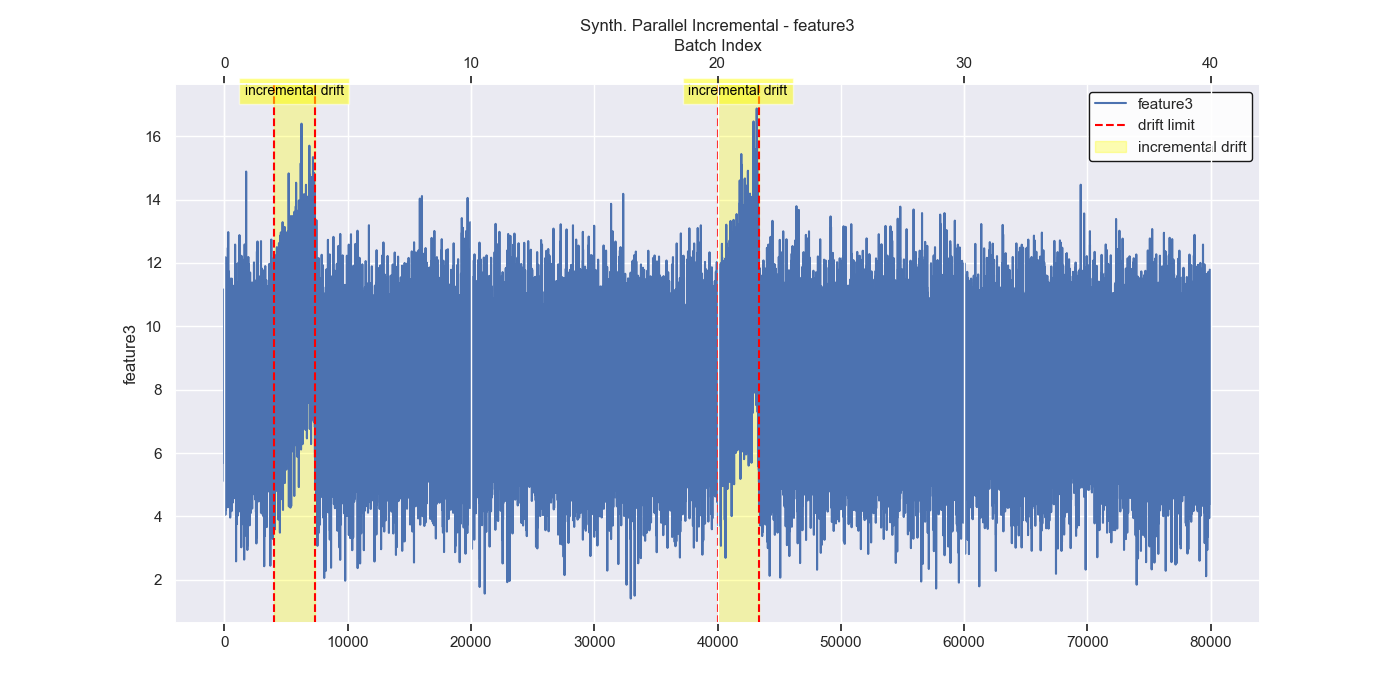 Synth. Parallel Incremental - feature3
Batch Index
0 10 20 30 40
incremental drift incremental drift
feature3
drift limit
incremental drift
16
14
12
10
8
6
4
2
feature3
0 10000 20000 30000 40000 50000 60000 70000 80000